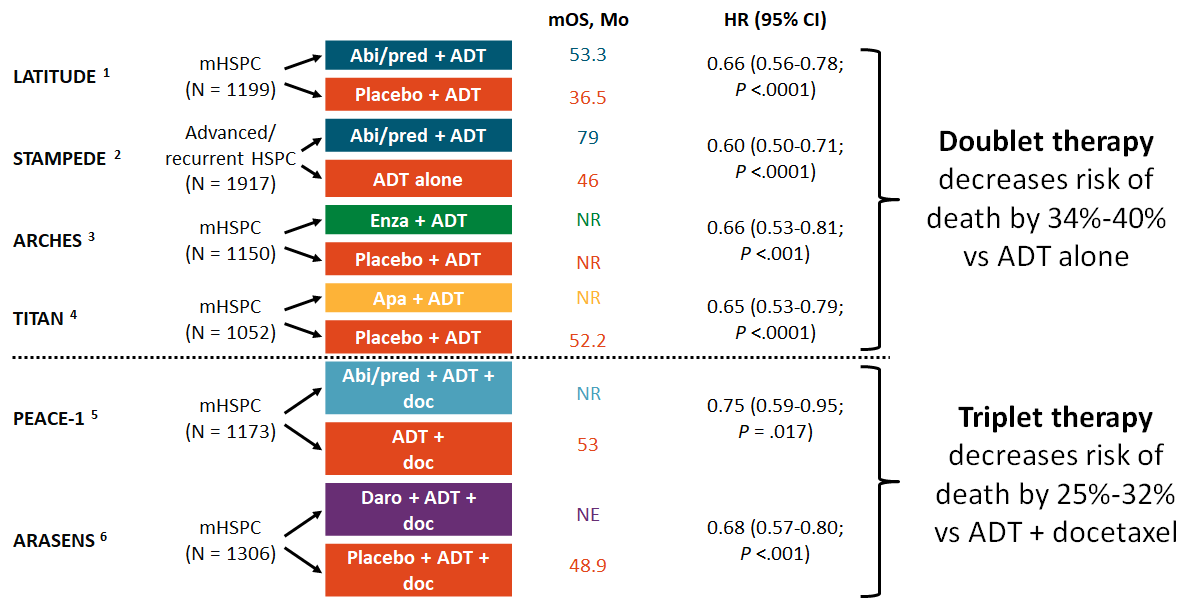 mOS, Mo HR (95% CI)
LATITUDE 1
mHSPC
(N = 1199)
Abi/pred + ADT
53.3
Placebo + ADT
36.5
0.66 (0.56-0.78;
P <.0001)
STAMPEDE 2
Advanced/
recurrent HSPC
(N = 1917)
Abi/pred + ADT
79
ADT alone
46
0.60 (0.50-0.71;
P <.0001)
ARCHES 3
mHSPC
(N = 1150)
Enza + ADT
NR
Placebo + ADT
NR
0.66 (0.53-0.81;
P <.001)
TITAN 4
mHSPC
(N = 1052)
Apa + ADT
NR
Placebo + ADT
52.2
0.65 (0.53-0.79;
P <.0001)
Doublet therapy
decreases risk of
death by 34%-40%
vs ADT alone
PEACE-1 5
mHSPC
(N = 1173)
Abi/pred + ADT +
doc
NR
ADT +
doc
53
0.75 (0.59-0.95;
P = .017)
ARASENS 6
mHSPC
(N = 1306)
Daro + ADT +
doc
NE
Placebo + ADT +
doc
48.9
0.68 (0.57-0.80;
P <.001)
Triplet therapy
decreases risk of
death by 25%-32%
vs ADT + docetaxel